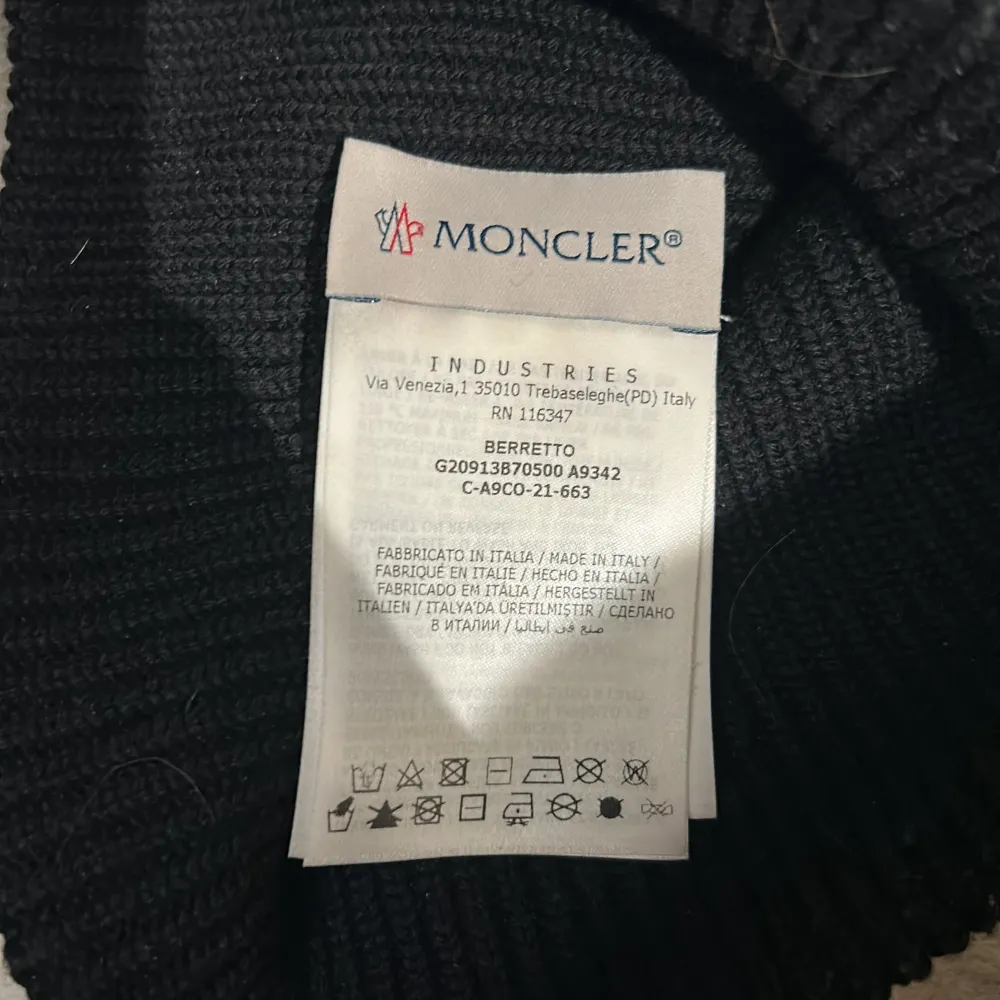 MONCLER®
INDUSTRIES
Via Venezia,1 35010 Trebaseleghe(PD) Italy
RN 116347
BERRETTO
G20913B70500 A9342
C-A9CO-21-663
FABBRICATO IN ITALIA / MADE IN ITALY /
FABRIQUÉ EN ITALIE / HECHO EN ITALIA /
FABRICADO EM ITÁLIA / HERGESTELLT IN
ITALIEN / ITALYA'DA ÜRETILMISTIR / СДЕЛАНО
В ИТАЛИИ / صنع في ايطاليا